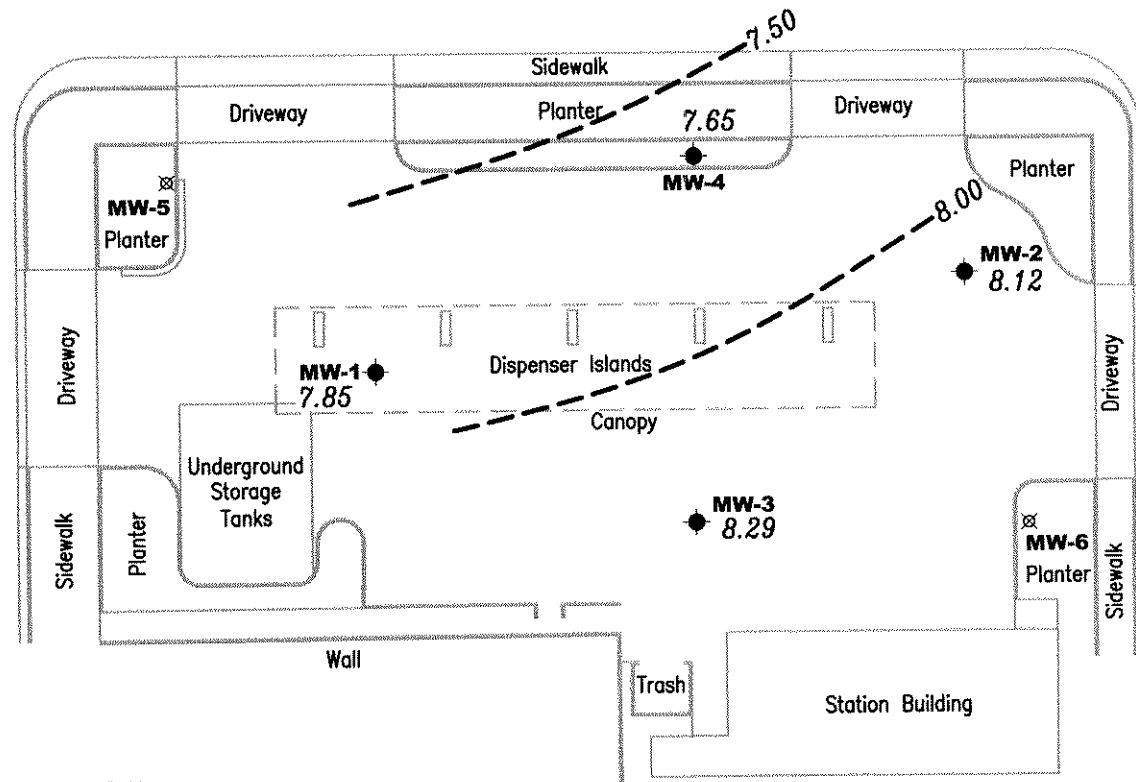 7.50
Sidewalk
Driveway
Planter
Driveway
7.65
MW-4
Planter
MW-5
Planter
8.00
MW-2
8.12
Driveway
Dispenser Islands
MW-1
7.85
Canopy
Driveway
Underground
Storage
Tanks
MW-3
8.29
Sidewalk
Planter
MW-6
Planter
Sidewalk
Wall
Trash
Station Building